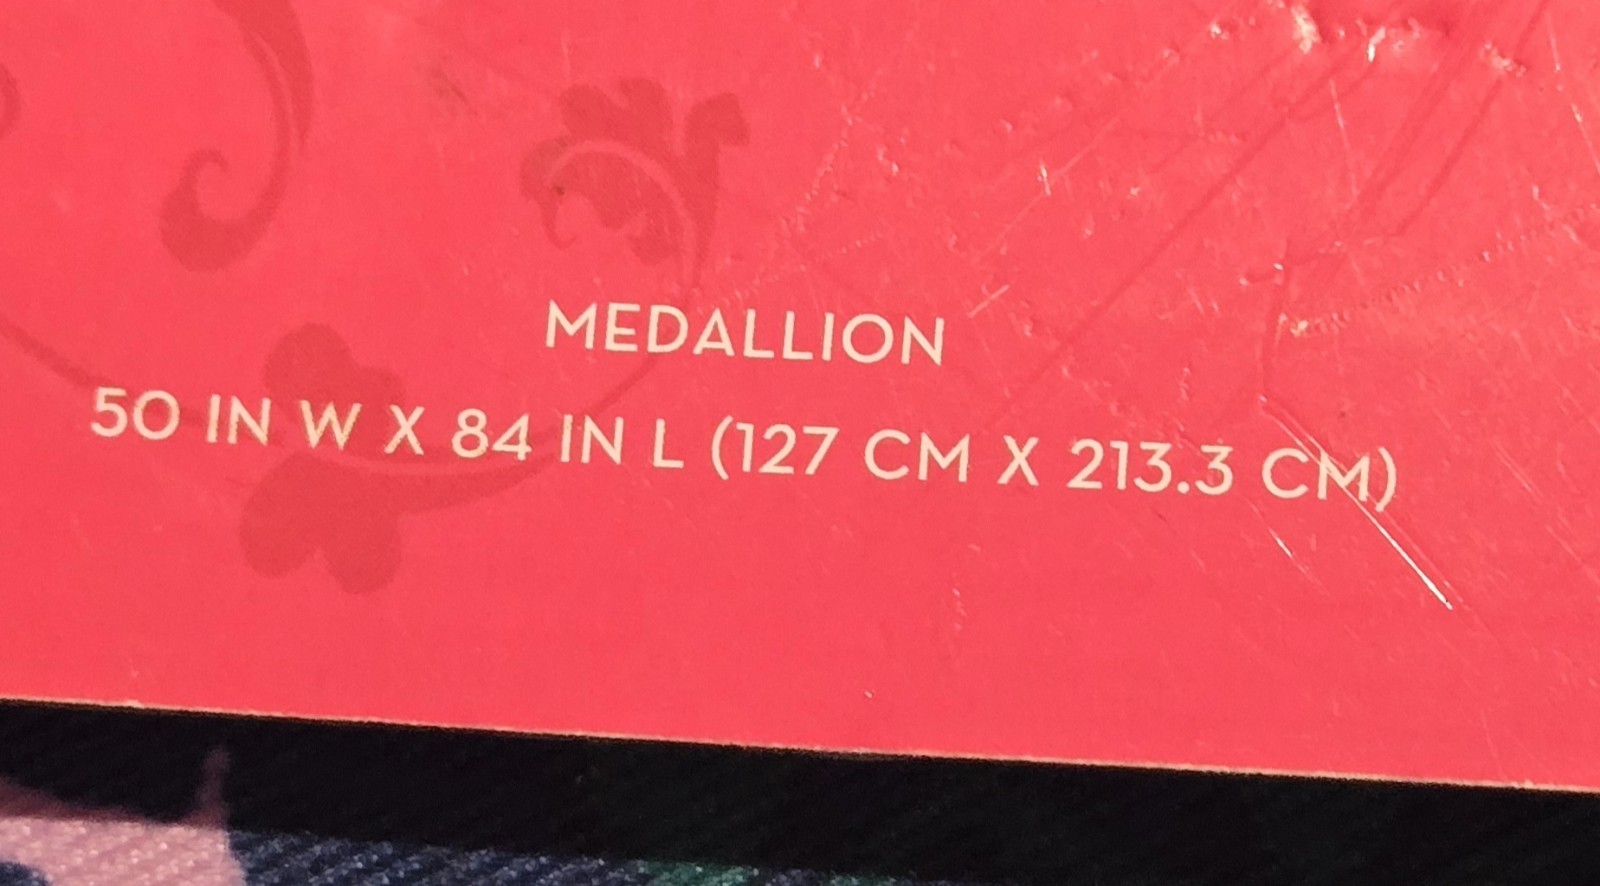 MEDALLION
50 IN W X 84 IN L (127 CM X 213.3 CM)